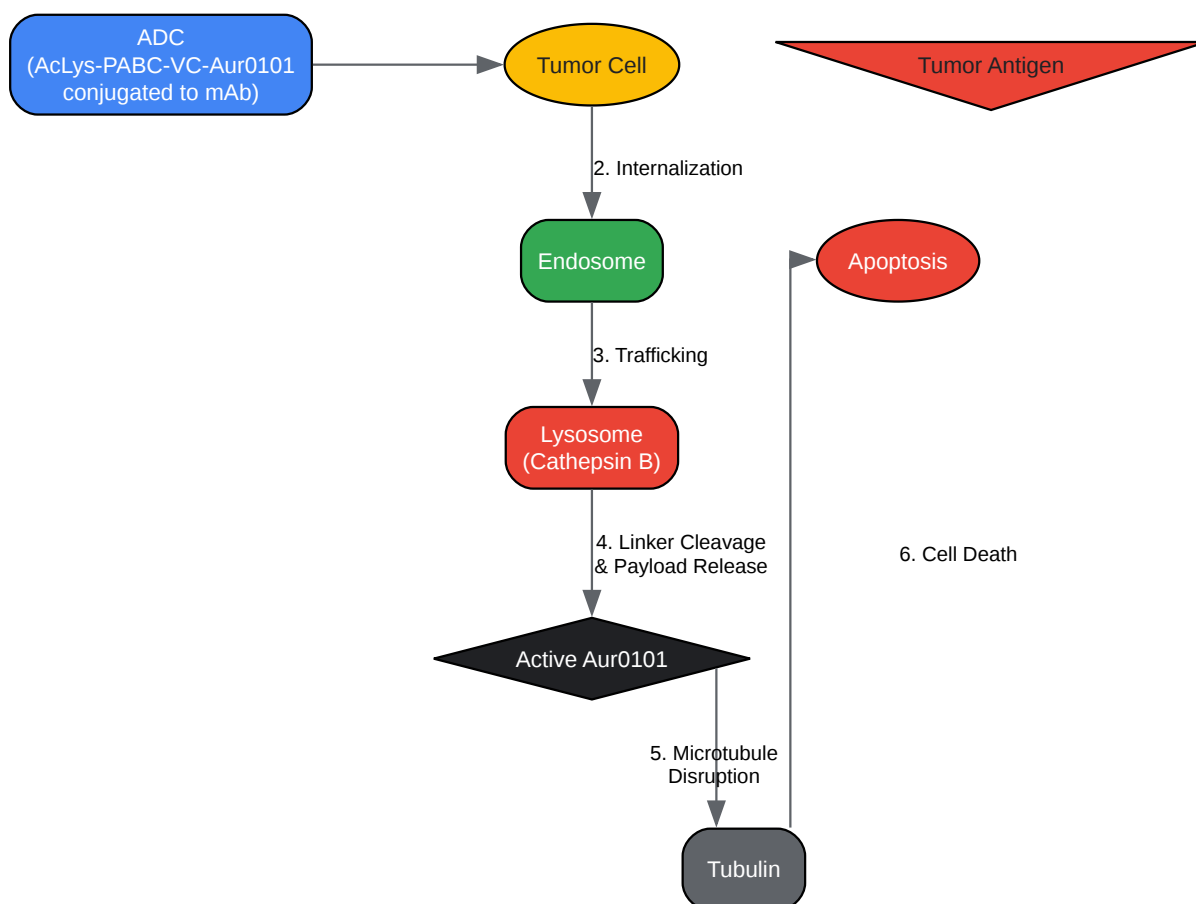 ADC
(AcLys-PABC-VC-Aur0101
conjugated to mAb)
Tumor Cell
Tumor Antigen
2. Internalization
Endosome
Apoptosis
3. Trafficking
Lysosome
(Cathepsin B)
4. Linker Cleavage
& Payload Release
6. Cell Death
Active Aur0101
5. Microtubule
Disruption
Tubulin